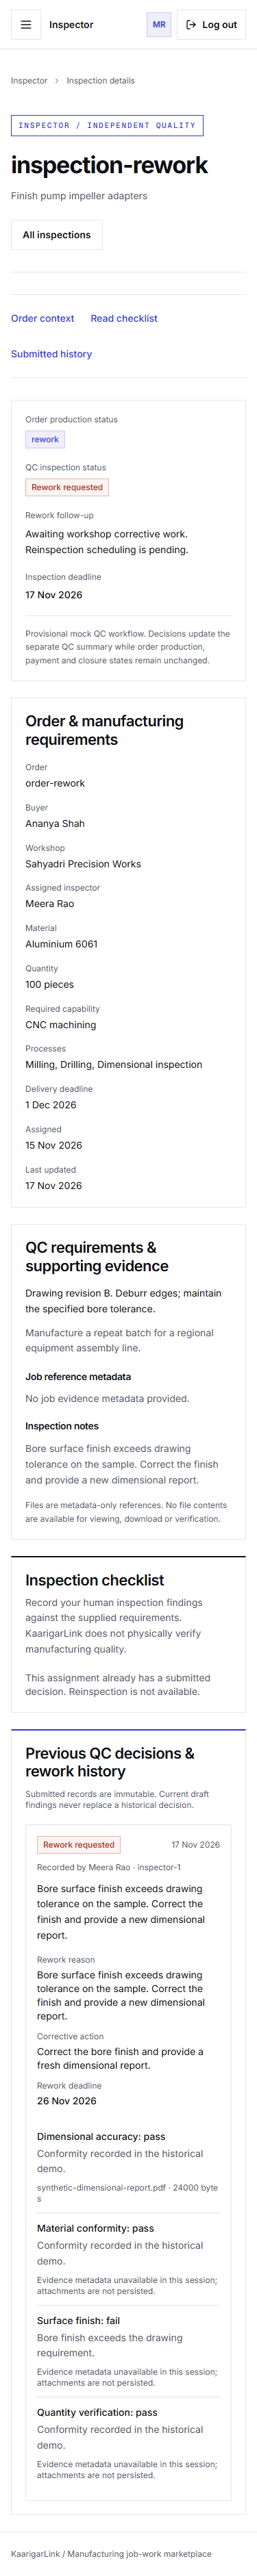 Inspector
MR
Log out
Inspector > Inspection details
INSPECTOR / INDEPENDENT QUALITY
inspection-rework
Finish pump impeller adapters
All inspections
Order context
Read checklist
Submitted history
Order production status
rework
QC inspection status
Rework requested
Rework follow-up
Awaiting workshop corrective work.
Reinspection scheduling is pending.
Inspection deadline
17 Nov 2026
Provisional mock QC workflow. Decisions update the
separate QC summary while order production,
payment and closure states remain unchanged.
Order & manufacturing
requirements
Order
order-rework
Buyer
Ananya Shah
Workshop
Sahyadri Precision Works
Assigned inspector
Meera Rao
Material
Aluminium 6061
Quantity
100 pieces
Required capability
CNC machining
Processes
Milling, Drilling, Dimensional inspection
Delivery deadline
1 Dec 2026
Assigned
15 Nov 2026
Last updated
17 Nov 2026
QC requirements &
supporting evidence
Drawing revision B. Deburr edges; maintain
the specified bore tolerance.
Manufacture a repeat batch for a regional
equipment assembly line.
Job reference metadata
No job evidence metadata provided.
Inspection notes
Bore surface finish exceeds drawing
tolerance on the sample. Correct the finish
and provide a new dimensional report.
Files are metadata-only references. No file contents
are available for viewing, download or verification.
Inspection checklist
Record your human inspection findings
against the supplied requirements.
KaarigarLink does not physically verify
manufacturing quality.
This assignment already has a submitted
decision. Reinspection is not available.
Previous QC decisions &
rework history
Submitted records are immutable. Current draft
findings never replace a historical decision.
Rework requested
17 Nov 2026
Recorded by Meera Rao · inspector-1
Bore surface finish exceeds drawing
tolerance on the sample. Correct the
finish and provide a new dimensional
report.
Rework reason
Bore surface finish exceeds drawing
tolerance on the sample. Correct the
finish and provide a new dimensional
report.
Corrective action
Correct the bore finish and provide a
fresh dimensional report.
Rework deadline
26 Nov 2026
Dimensional accuracy: pass
Conformity recorded in the historical
demo.
synthetic-dimensional-report.pdf · 24000 byte
s
Material conformity: pass
Conformity recorded in the historical
demo.
Evidence metadata unavailable in this session;
attachments are not persisted.
Surface finish: fail
Bore finish exceeds the drawing
requirement.
Evidence metadata unavailable in this session;
attachments are not persisted.
Quantity verification: pass
Conformity recorded in the historical
demo.
Evidence metadata unavailable in this session;
attachments are not persisted.
KaarigarLink / Manufacturing job-work marketplace